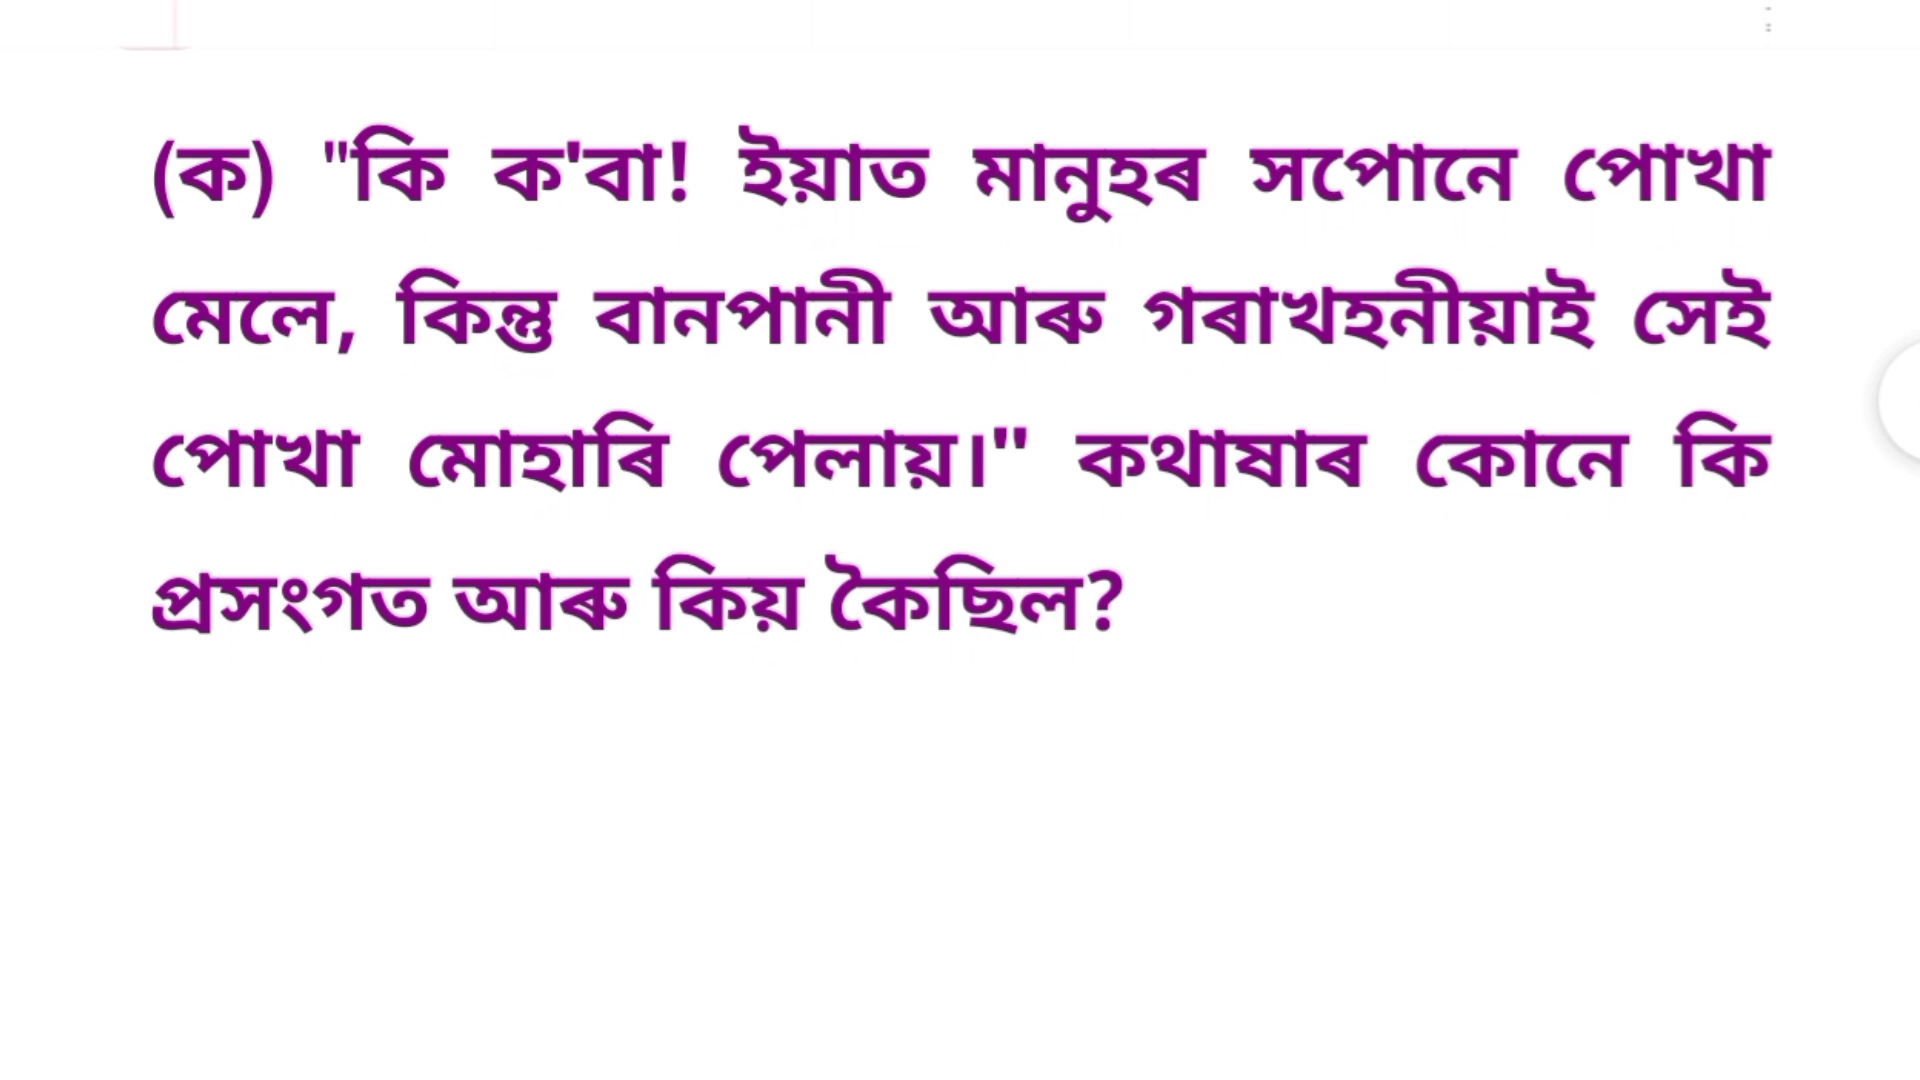 (ক) "কি ক'বা! ইয়াত মানুহৰ সপোনে পোখা
মেলে, কিন্তু বানপানী আৰু গৰাখহনীয়াই সেই
পোখা মোহাৰি পেলায়।" কথাষাৰ কোনে কি
প্ৰসংগত আৰু কিয় কৈছিল?